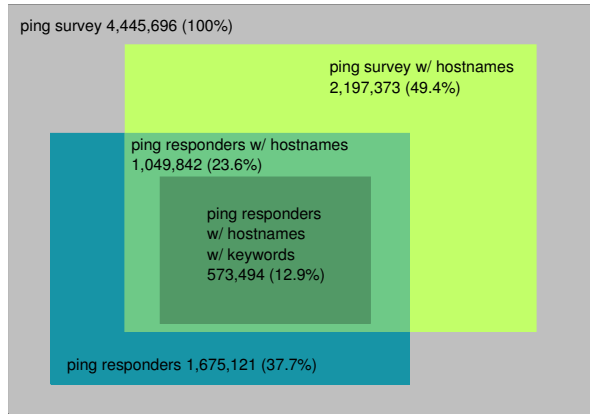 ping survey 4,445,696 (100%)
ping survey w/ hostnames
2,197,373 (49.4%)
ping responders w/ hostnames
1,049,842 (23.6%)
ping responders
w/ hostnames
w/ keywords
573,494 (12.9%)
ping responders 1,675,121 (37.7%)